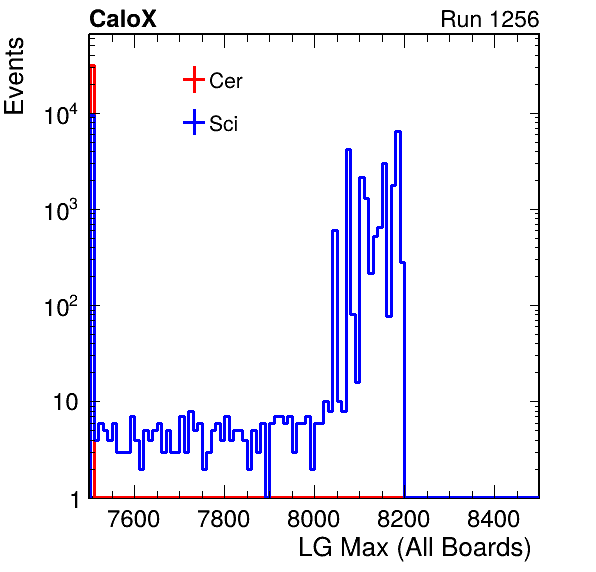 CaloX Run 1256
Events
Cer
Sci
10⁴
10³
10²
10
1
7600 7800 8000 8200 8400
LG Max (All Boards)